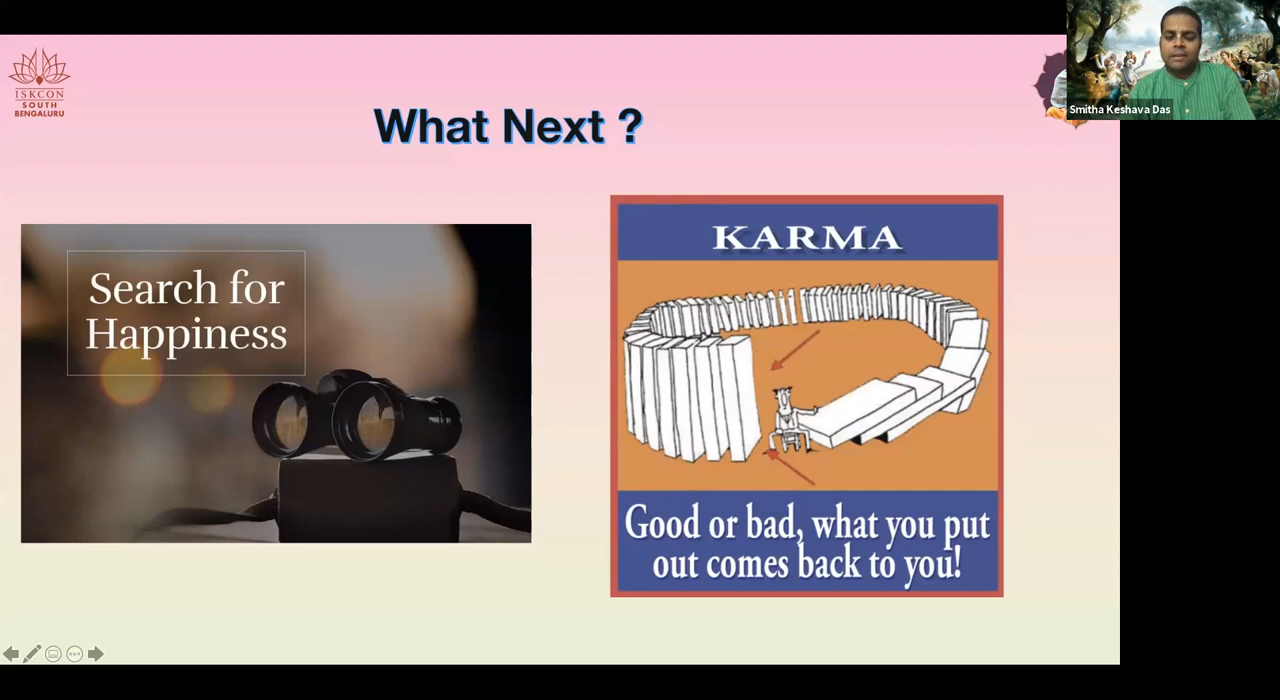 ISKCON
SOUTH
BENGALURU
What Next ?
Smitha Keshava Das
Search for
Happiness
KARMA
Good or bad, what you put
out comes back to you!